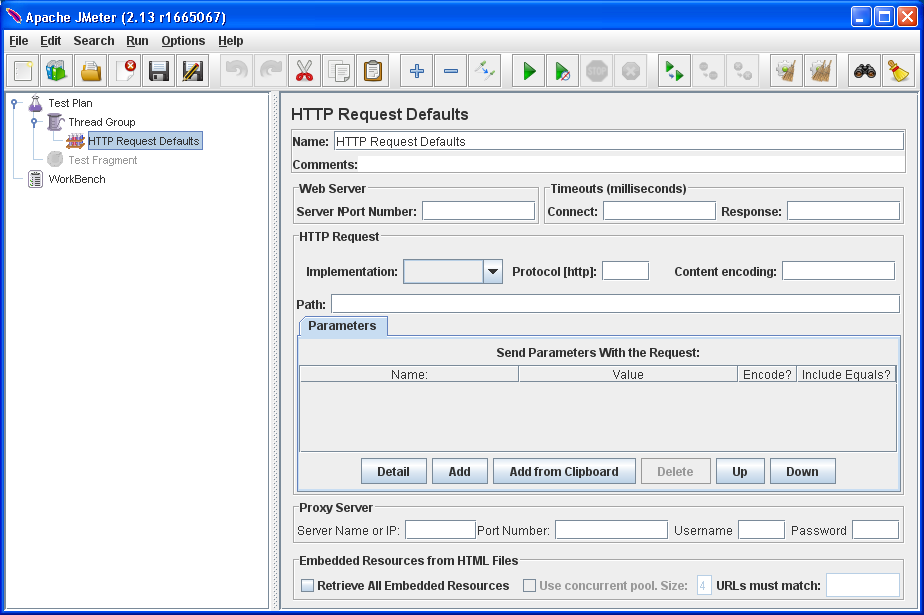 Apache JMeter (2.13 r1665067)
File Edit Search Run Options Help
STOP
Test Plan
Thread Group
HTTP Request Defaults
Test Fragment
WorkBench
HTTP Request Defaults
Name: HTTP Request Defaults
Comments:
Web Server
Server NPort Number:
Timeouts (milliseconds)
Connect: Response:
HTTP Request
Implementation: Protocol [http]: Content encoding:
Path:
Parameters
Send Parameters With the Request:
Name: Value Encode? Include Equals?
Detail Add Add from Clipboard Delete Up Down
Proxy Server
Server Name or IP: Port Number: Username Password
Embedded Resources from HTML Files
Retrieve All Embedded Resources Use concurrent pool. Size: 4 URLs must match: